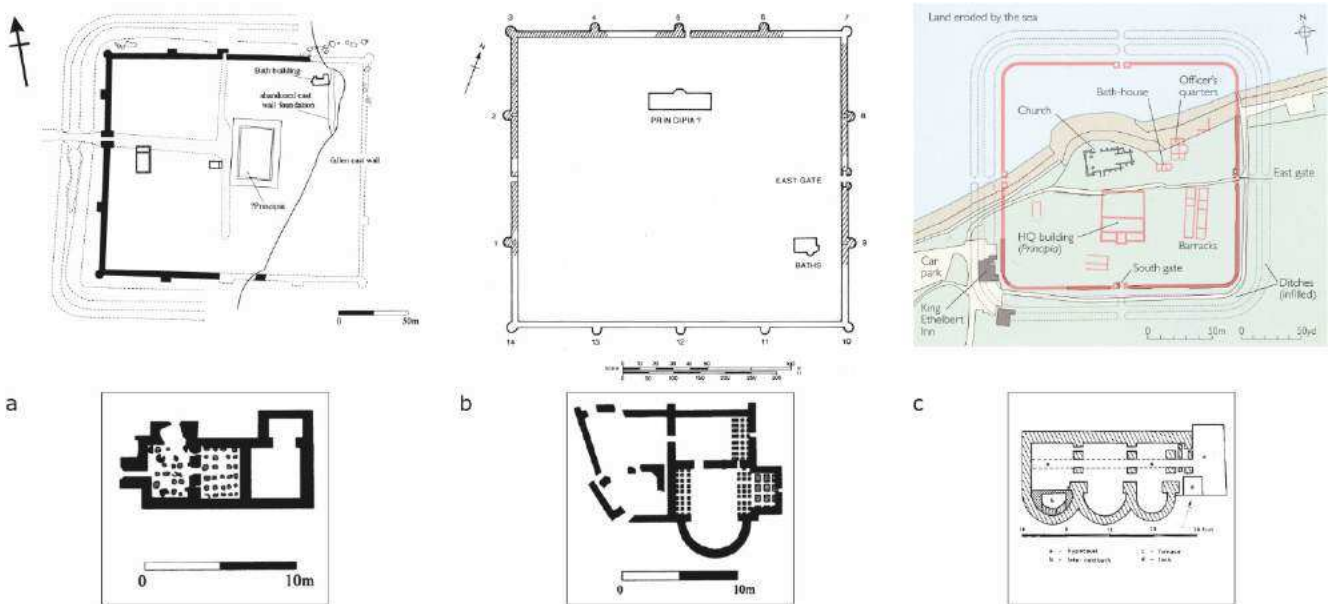 Bath building
abandoned east
wall foundation
fallen east wall
?Principia
0
50m
N
3
4
5
6
7
2
8
PRINCIPIA?
EAST GATE
1
9
BATHS
14
13
12
11
10
Land eroded by the sea
N
Officer's
quarters
Bath-house
Church
East gate
HQ building
(Principia)
Barracks
Car
park
South gate
Ditches
(infilled)
King
Ethelbert
Inn
0
50m
0
50yd
a
b
c
0
10m
0
10m